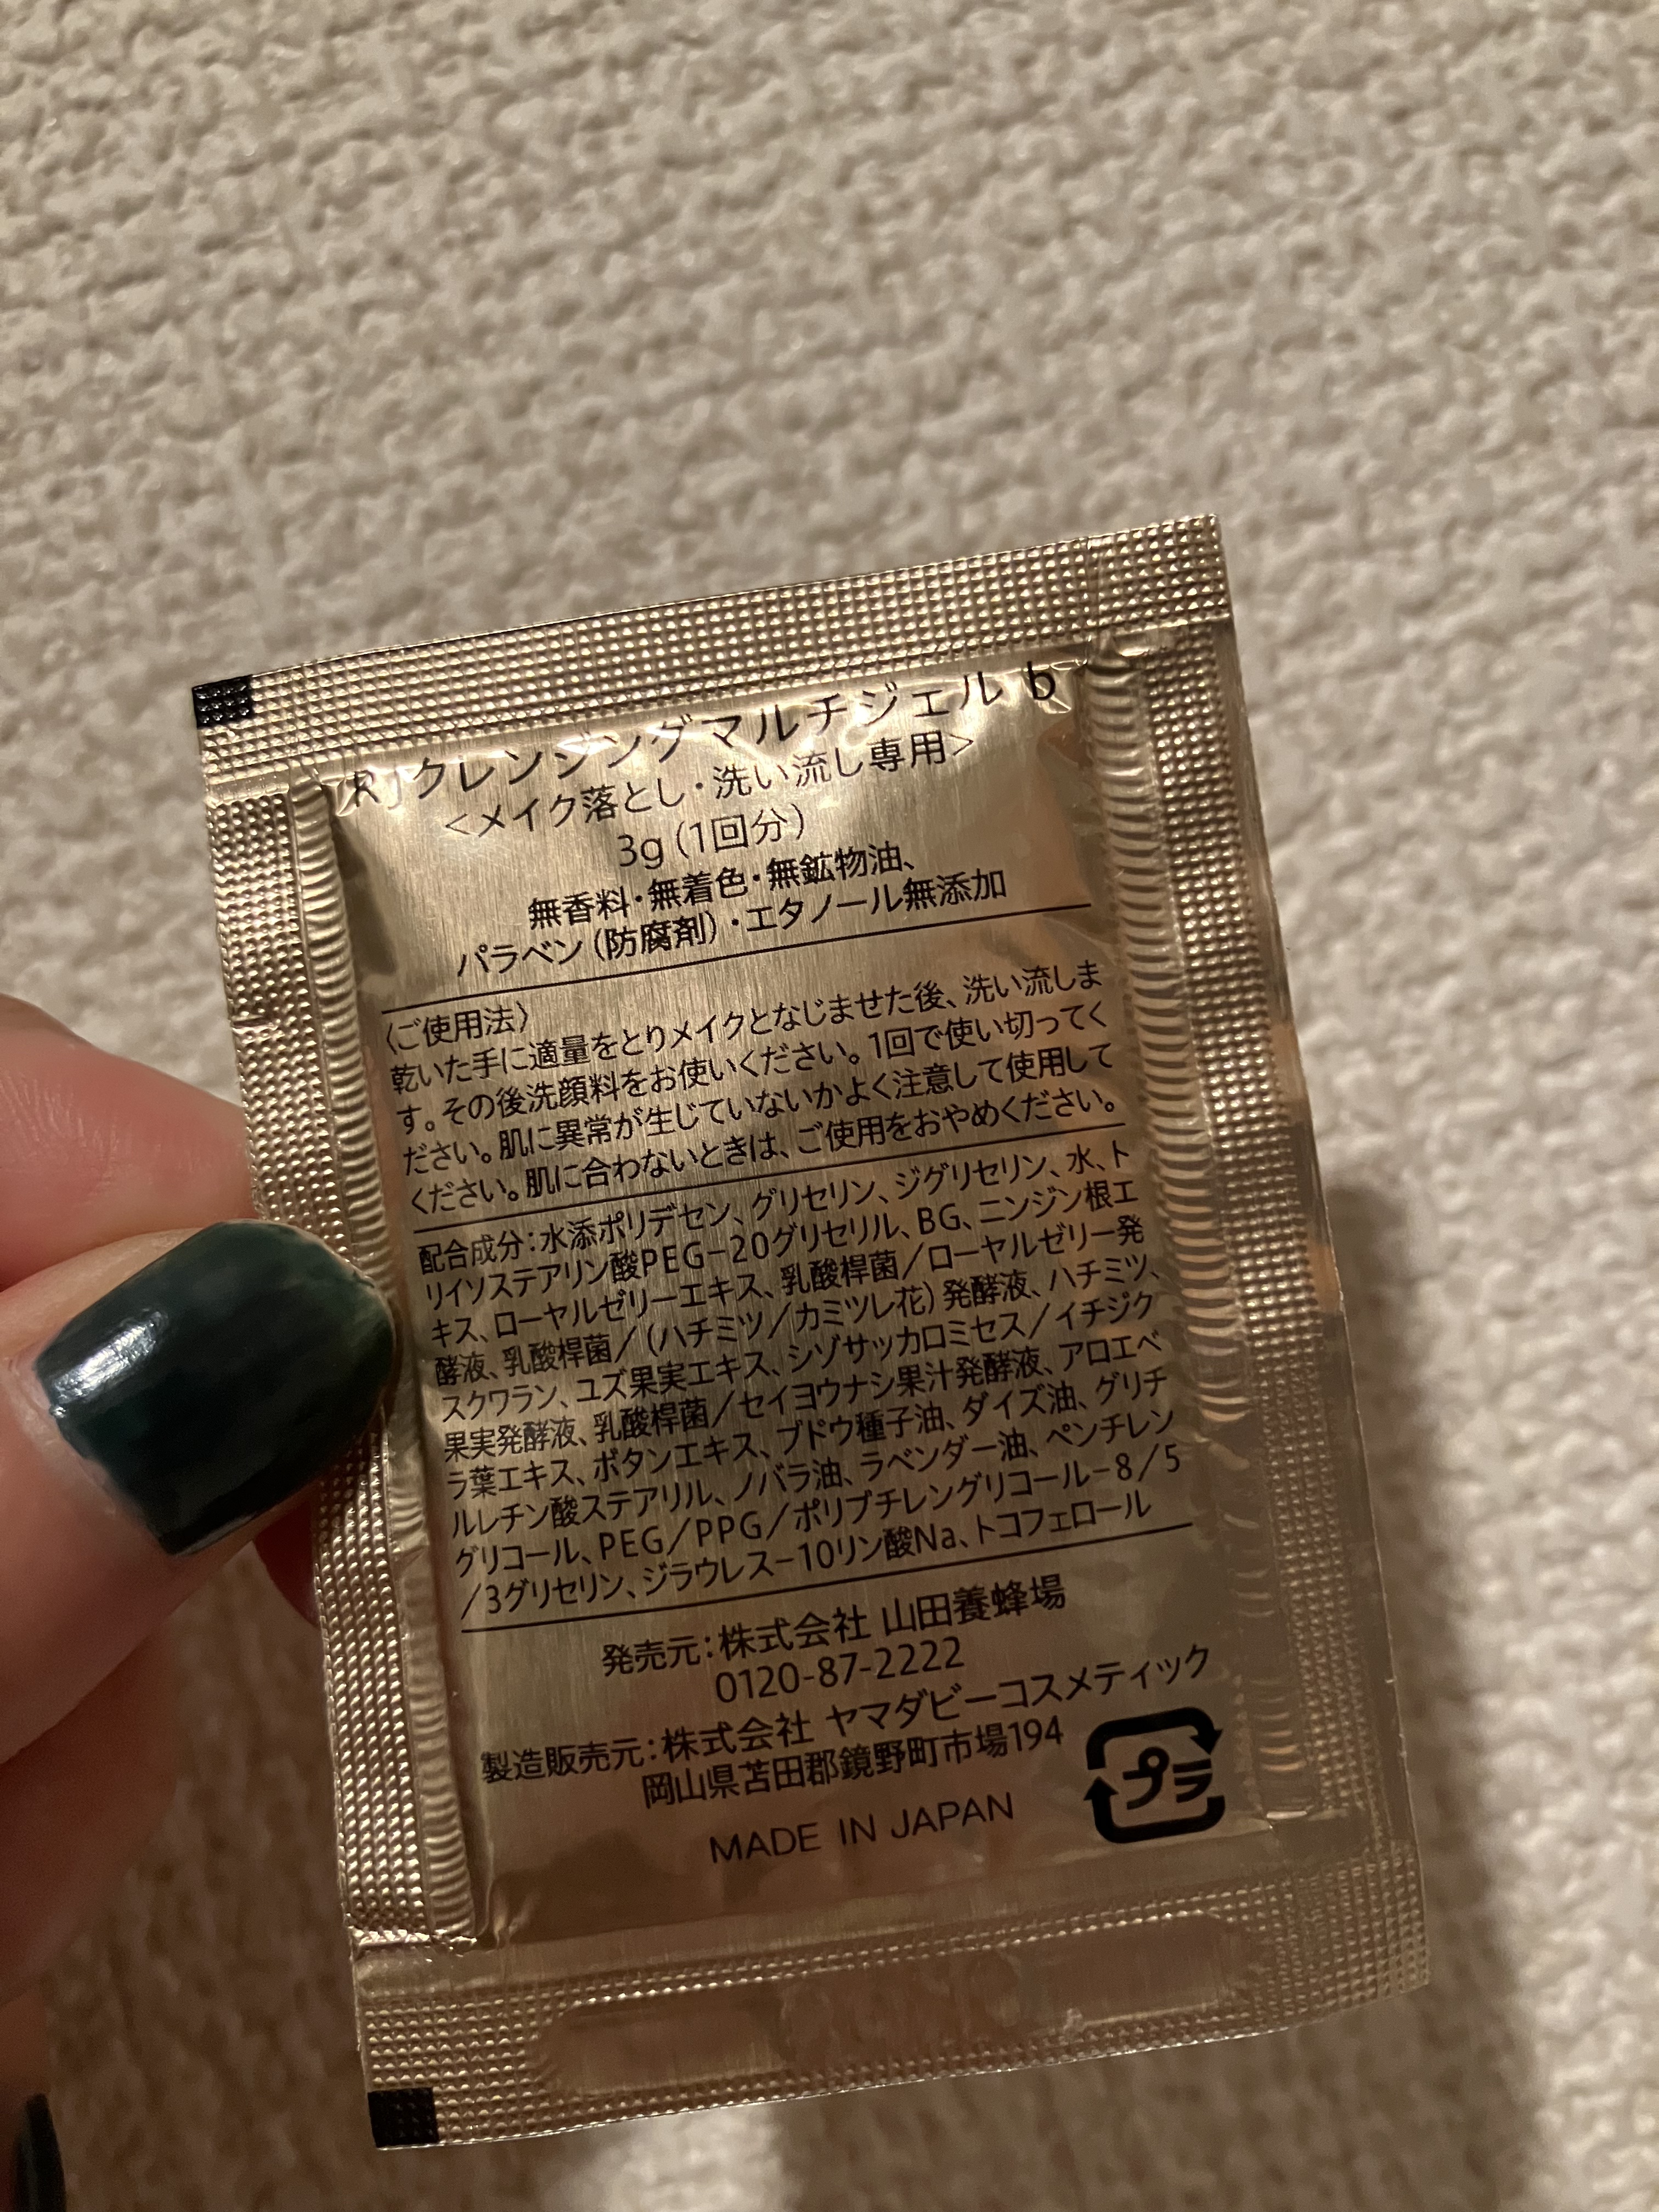 RJクレンジングマルチジェル b
<メイク落とし・洗い流し専用>
3g(1回分)
無香料・無着色・無鉱物油、
パラベン(防腐剤)・エタノール無添加
〈ご使用法〉
乾いた手に適量をとりメイクとなじませた後、洗い流しま
す。その後洗顔料をお使いください。1回で使い切ってく
ださい。肌に異常が生じていないかよく注意して使用して
ください。肌に合わないときは、ご使用をおやめください。
配合成分:水添ポリデセン、グリセリン、ジグリセリン、水、ト
リイソステアリン酸PEG−20グリセリル、BG、ニンジン根エ
キス、ローヤルゼリーエキス、乳酸桿菌/ローヤルゼリー発
酵液、乳酸桿菌/(ハチミツ/カミツレ花)発酵液、ハチミツ、
スクワラン、ユズ果実エキス、シゾサッカロミセス/イチジク
果実発酵液、乳酸桿菌/セイヨウナシ果汁発酵液、アロエベ
ラ葉エキス、ボタンエキス、ブドウ種子油、ダイズ油、グリチ
ルレチン酸ステアリル、ノバラ油、ラベンダー油、ペンチレン
グリコール、PEG/PPG/ポリブチレングリコール−8/5
/3グリセリン、ジラウレス−10リン酸Na、トコフェロール
発売元:株式会社 山田養蜂場
0120-87-2222
製造販売元:株式会社 ヤマダビーコスメティック
岡山県苫田郡鏡野町市場194
MADE IN JAPAN
プラ